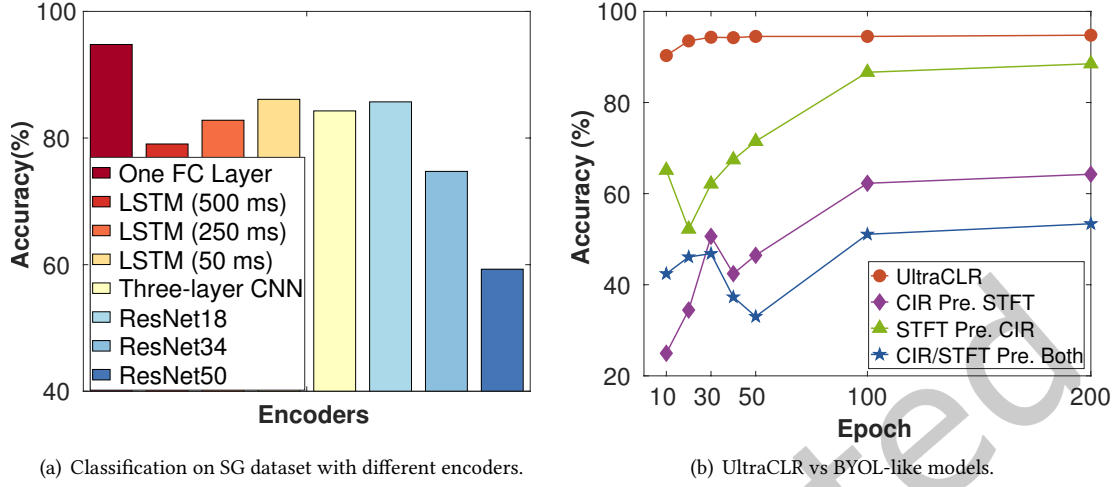 100
80
60
40
Accuracy(%)
One FC Layer
LSTM (500 ms)
LSTM (250 ms)
LSTM (50 ms)
Three-layer CNN
ResNet18
ResNet34
ResNet50
Encoders
(a) Classification on SG dataset with different encoders.
100
80
60
40
20
Accuracy (%)
UltraCLR
CIR Pre. STFT
STFT Pre. CIR
CIR/STFT Pre. Both
10 30 50 100 200
Epoch
(b) UltraCLR vs BYOL-like models.
ted